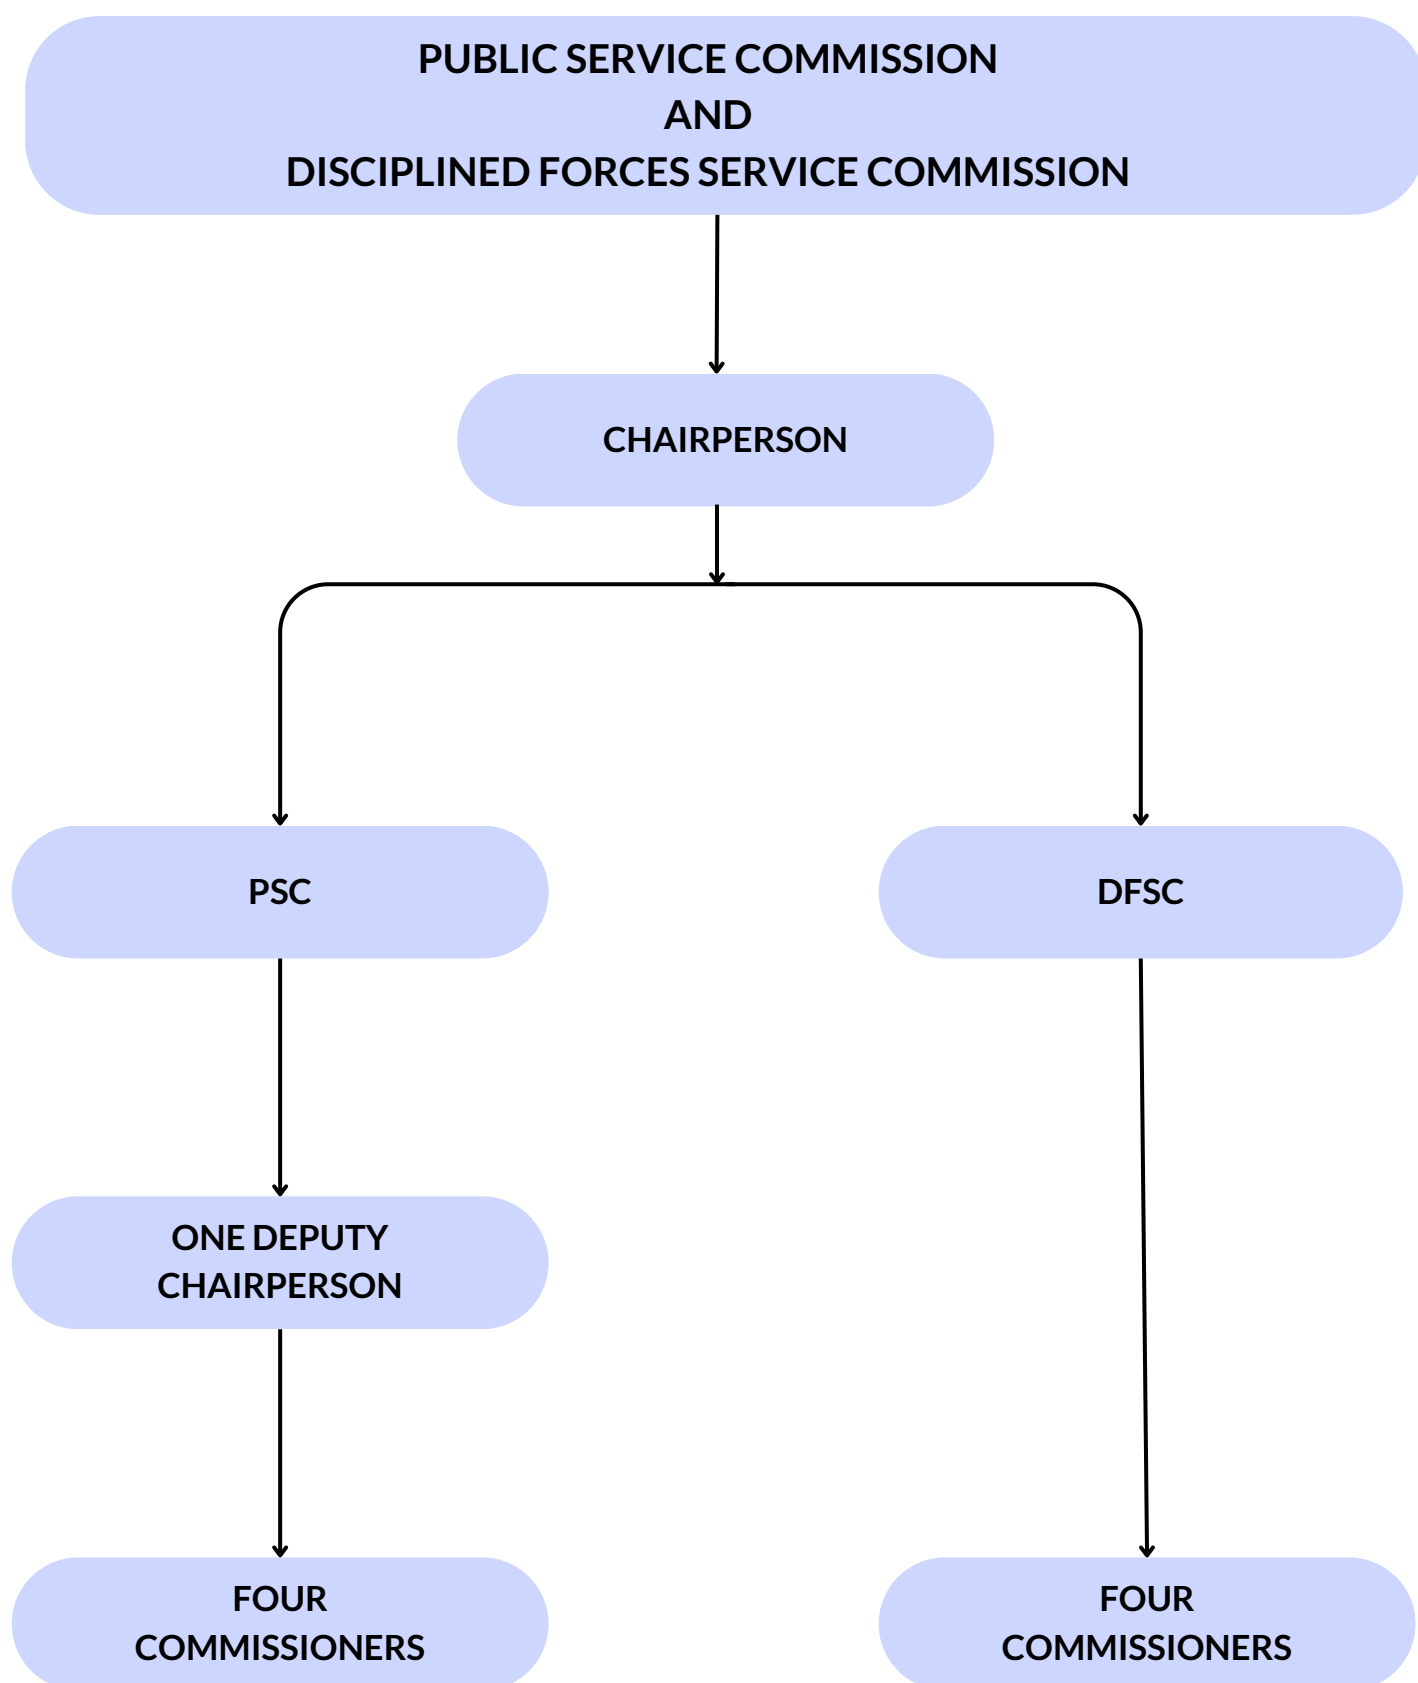 PUBLIC SERVICE COMMISSION
AND
DISCIPLINED FORCES SERVICE COMMISSION
CHAIRPERSON
PSC
DFSC
ONE DEPUTY
CHAIRPERSON
FOUR
COMMISSIONERS
FOUR
COMMISSIONERS